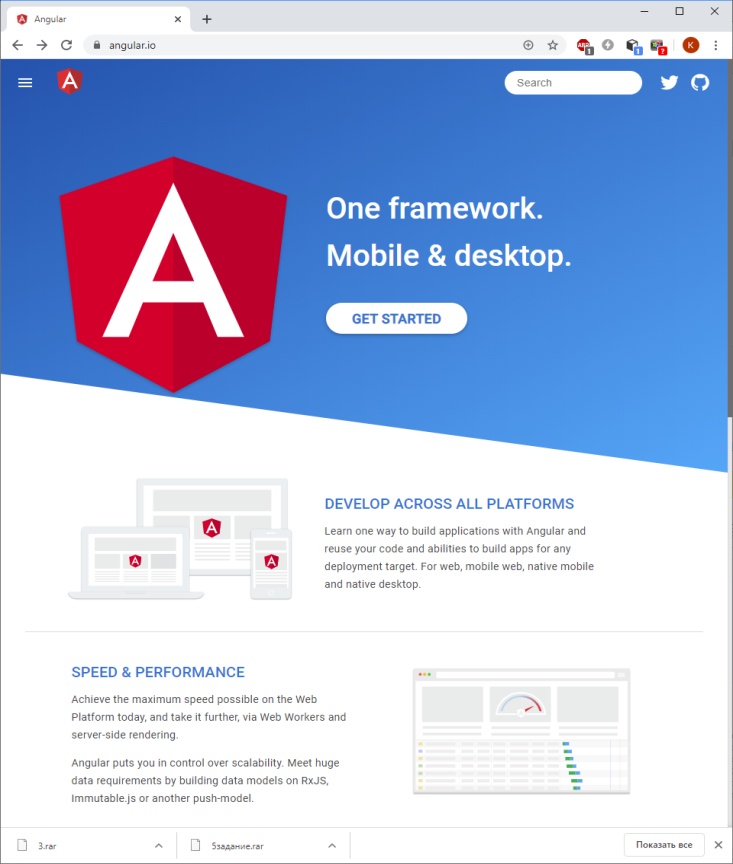 Angular
angular.io
ABP
1
1
?
K
Search
One framework.
Mobile & desktop.
GET STARTED
DEVELOP ACROSS ALL PLATFORMS
Learn one way to build applications with Angular and
reuse your code and abilities to build apps for any
deployment target. For web, mobile web, native mobile
and native desktop.
SPEED & PERFORMANCE
Achieve the maximum speed possible on the Web
Platform today, and take it further, via Web Workers and
server-side rendering.
Angular puts you in control over scalability. Meet huge
data requirements by building data models on RxJS,
Immutable.js or another push-model.
3.rar
5задание.rar
Показать все